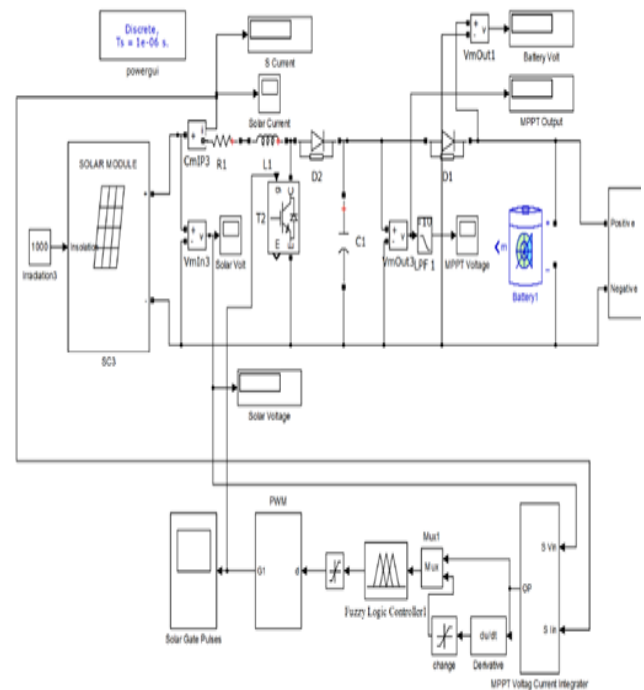 Discrete,
Ts = 1e-06 s.
powergui
S Current
Solar Current
VmOut1
Battery Volt
MPPT Output
CmIP3
R1
L1
D2
D1
SOLAR MODULE
Insolation
1000
Irradiation3
SC3
VmIn3
Solar Volt
T2
g
C
E
C1
VmOut3
LPF 1
MPPT Voltage
m
Battery1
Positive
Negative
Solar Voltage
PWM
G1
d
Solar Gate Pulses
Fuzzy Logic Controller1
Mux1
Mux
change
du/dt
Derivative
S Vin
OP
S Iin
MPPT Voltag Current Integrater